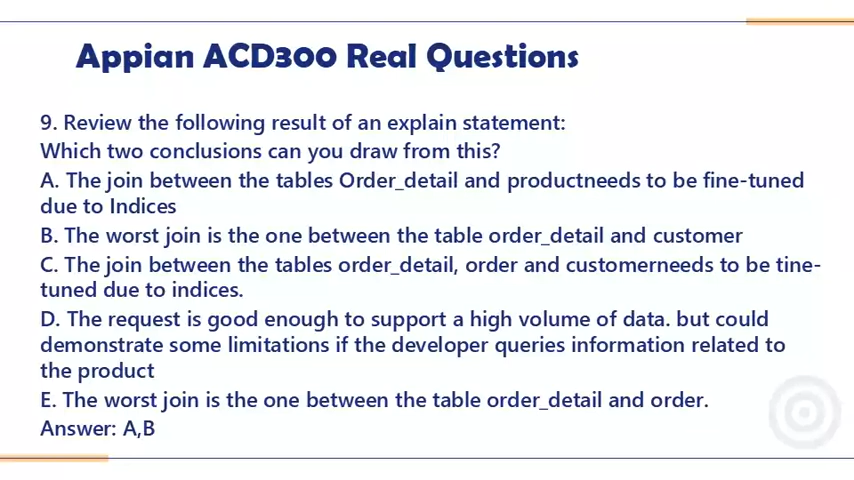 Appian ACD300 Real Questions
9. Review the following result of an explain statement:
Which two conclusions can you draw from this?
A. The join between the tables Order_detail and productneeds to be fine-tuned
due to Indices
B. The worst join is the one between the table order_detail and customer
C. The join between the tables order_detail, order and customerneeds to be tine-
tuned due to indices.
D. The request is good enough to support a high volume of data. but could
demonstrate some limitations if the developer queries information related to
the product
E. The worst join is the one between the table order_detail and order.
Answer: A,B